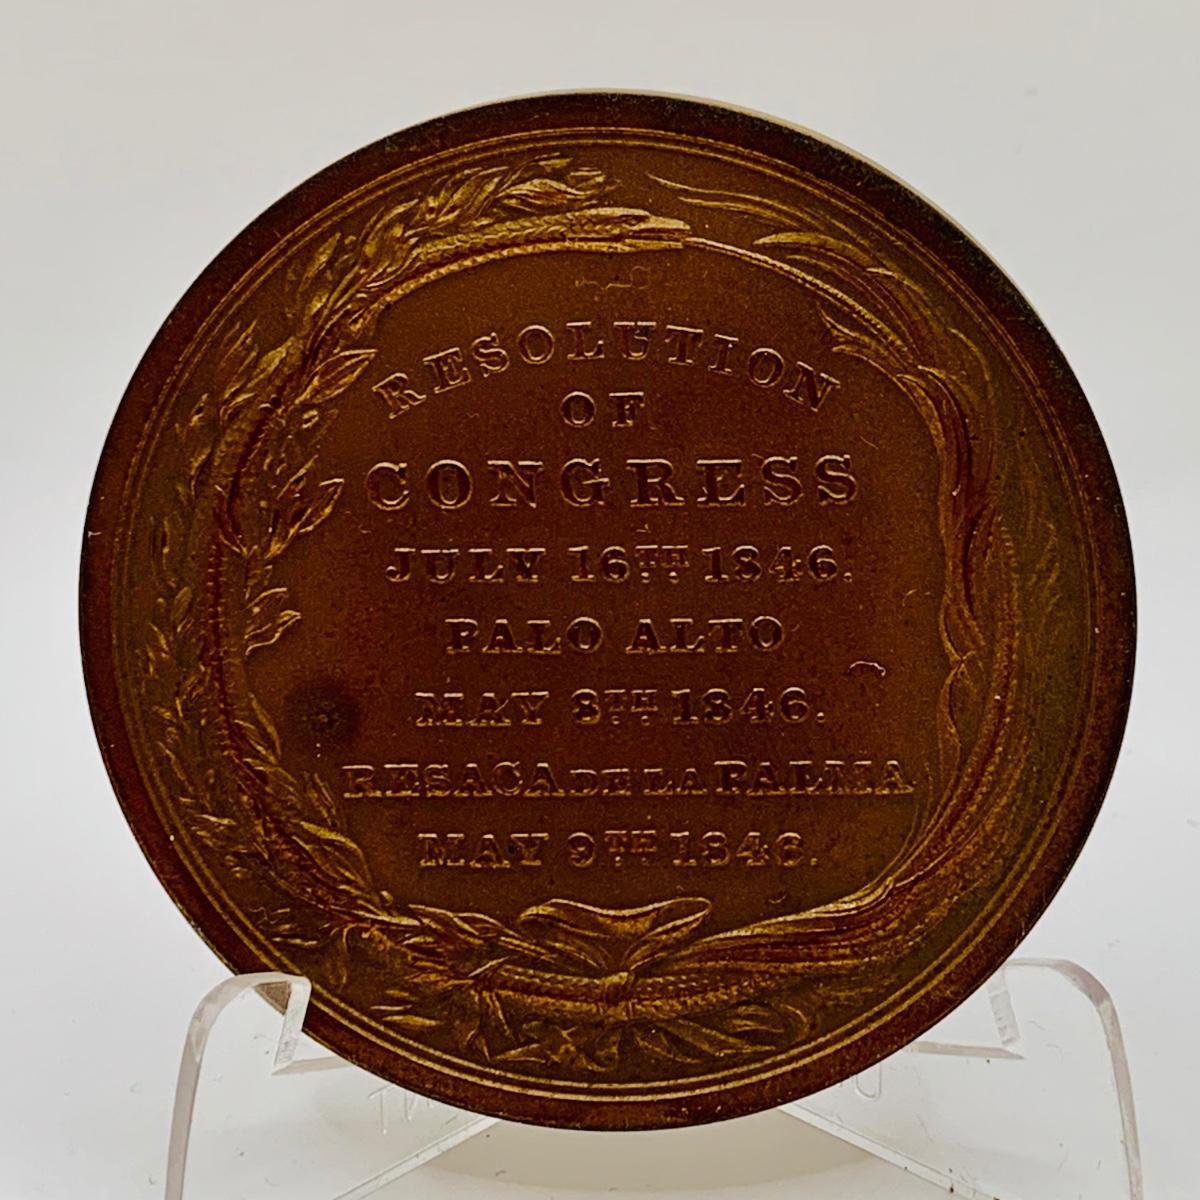 RESOLUTION
OF
CONGRESS
JULY 16TH 1846.
PALO ALTO
MAY 8TH 1846.
RESACA DE LA PALMA
MAY 9TH 1846.